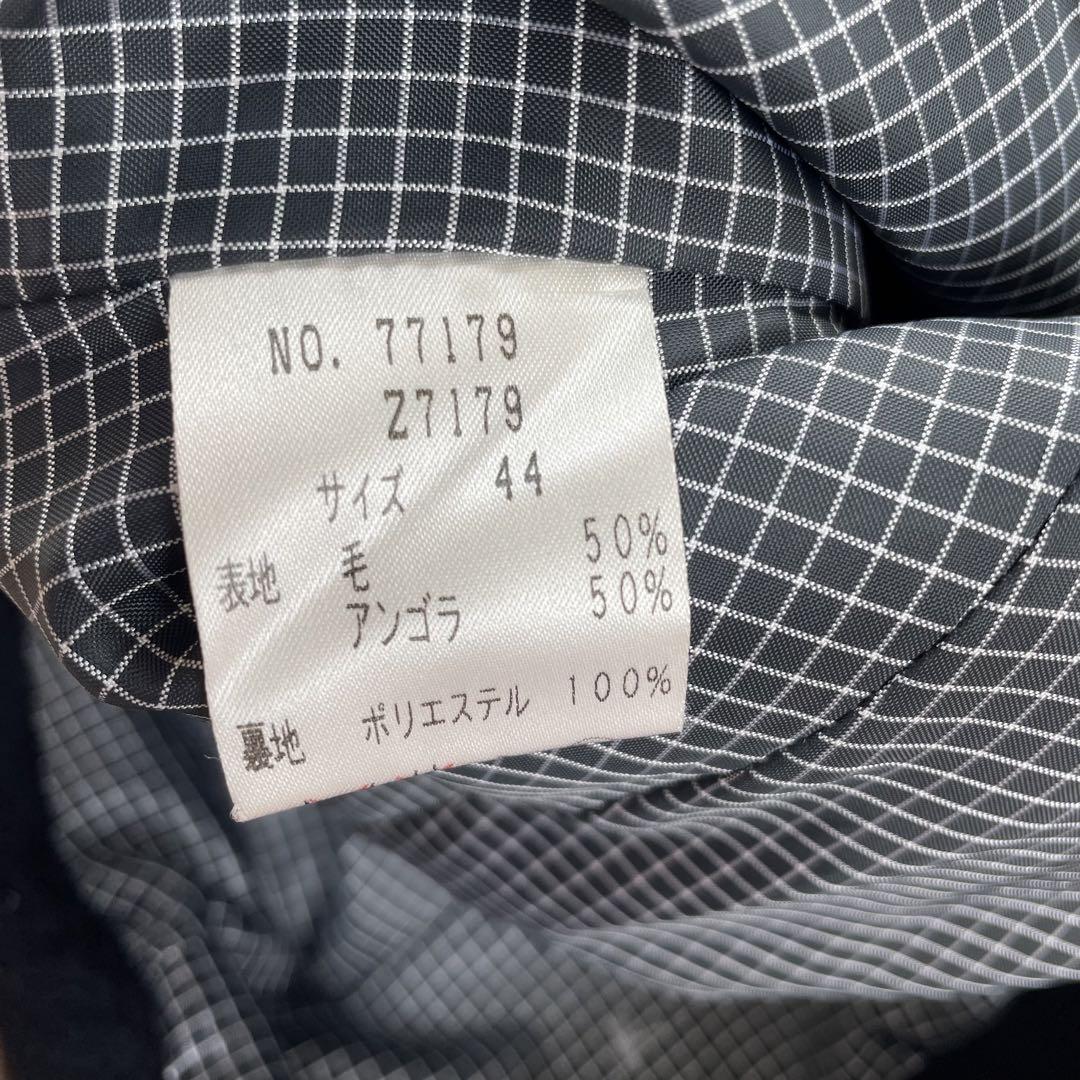 NO. 77179
Z7179
サイズ 44
表地 毛 50%
アンゴラ 50%
裏地 ポリエステル 100%